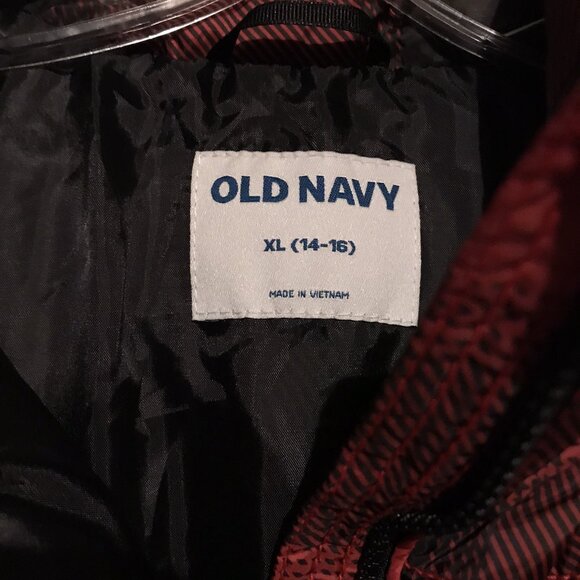 OLD NAVY
XL (14-16)
MADE IN VIETNAM